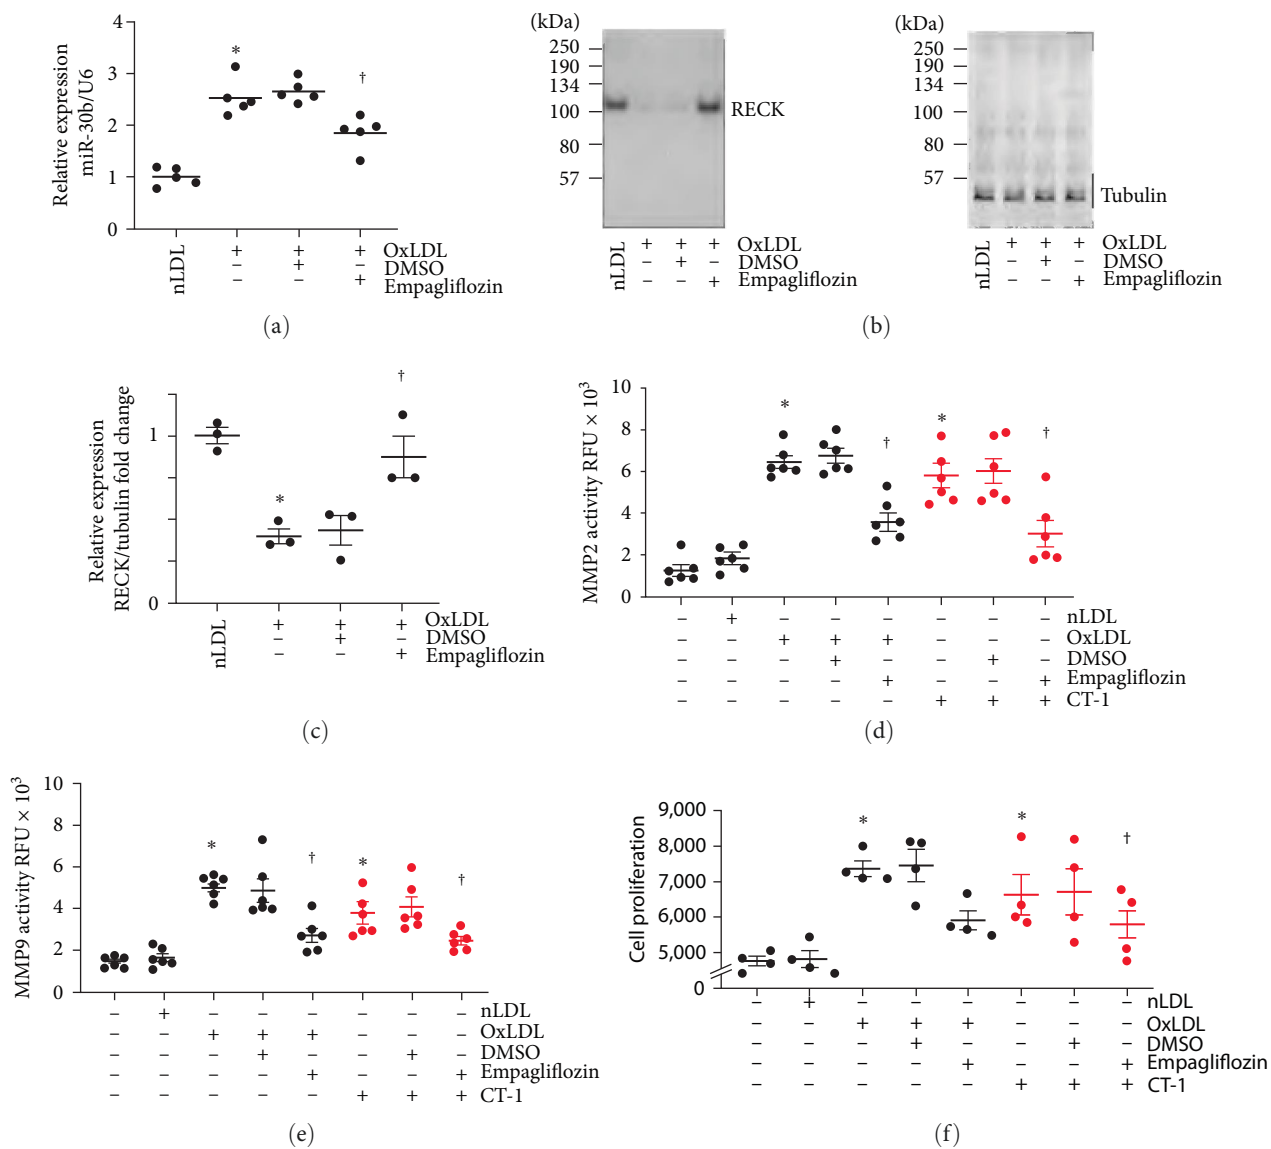 Relative expression
miR-30b/U6
4
3
2
1
0
*
†
nLDL
+ + + OxLDL
− + − DMSO
− − + Empagliflozin
(a)
(kDa)
250
190
134
100
80
57
RECK
nLDL
+ + + OxLDL
− + − DMSO
− − + Empagliflozin
(kDa)
250
190
134
100
80
57
Tubulin
nLDL
+ + + OxLDL
− + − DMSO
− − + Empagliflozin
(b)
Relative expression
RECK/tubulin fold change
1
0
*
†
nLDL
+ + + OxLDL
− + − DMSO
− − + Empagliflozin
(c)
MMP2 activity RFU × 10³
10
8
6
4
2
0
* † * †
− + − − − − − − nLDL
− − + + + − − − OxLDL
− − − + − − + − DMSO
− − − − + − − + Empagliflozin
− − − − − + + + CT-1
(d)
MMP9 activity RFU × 10³
10
8
6
4
2
0
* † * †
− + − − − − − − nLDL
− − + + + − − − OxLDL
− − − + − − + − DMSO
− − − − + − − + Empagliflozin
− − − − − + + + CT-1
(e)
Cell proliferation
9,000
8,000
7,000
6,000
5,000
0
* * †
− + − − − − − − nLDL
− − + + + − − − OxLDL
− − − + − − + − DMSO
− − − − + − − + Empagliflozin
− − − − − + + + CT-1
(f)